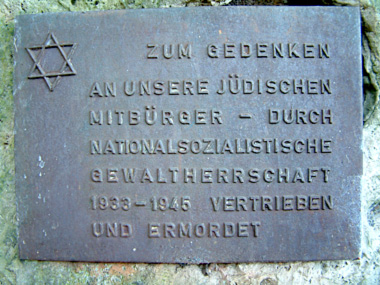 ZUM GEDENKEN
AN UNSERE JÜDISCHEN
MITBÜRGER – DURCH
NATIONALSOZIALISTISCHE
GEWALTHERRSCHAFT
1933–1945 VERTRIEBEN
UND ERMORDET